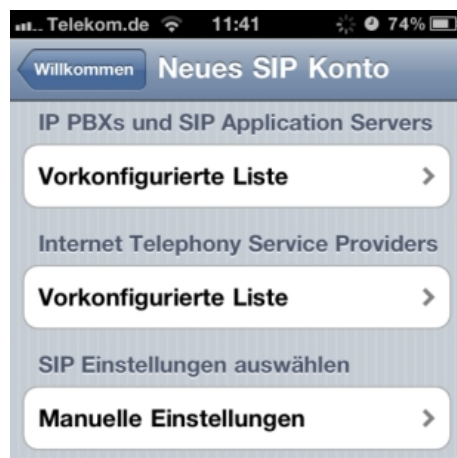 Telekom.de 11:41 74%
Willkommen Neues SIP Konto
IP PBXs und SIP Application Servers
Vorkonfigurierte Liste
Internet Telephony Service Providers
Vorkonfigurierte Liste
SIP Einstellungen auswählen
Manuelle Einstellungen